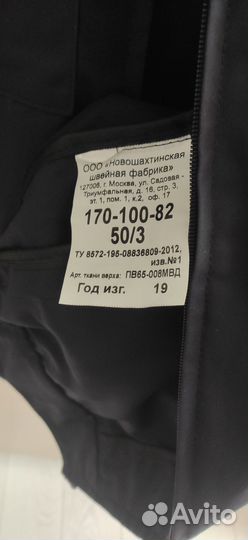 ООО «Новошахтинская
швейная фабрика»
127006, г. Москва, ул. Садовая -
Триумфальная, д. 16, стр. 3,
эт. 1, пом. 1, к.2, оф. 17
170-100-82
50/3
ТУ 8572-195-08836809-2012,
изв.№1
Арт. ткани верха: ПВ65-008МВД
Год изг. 19
Avito